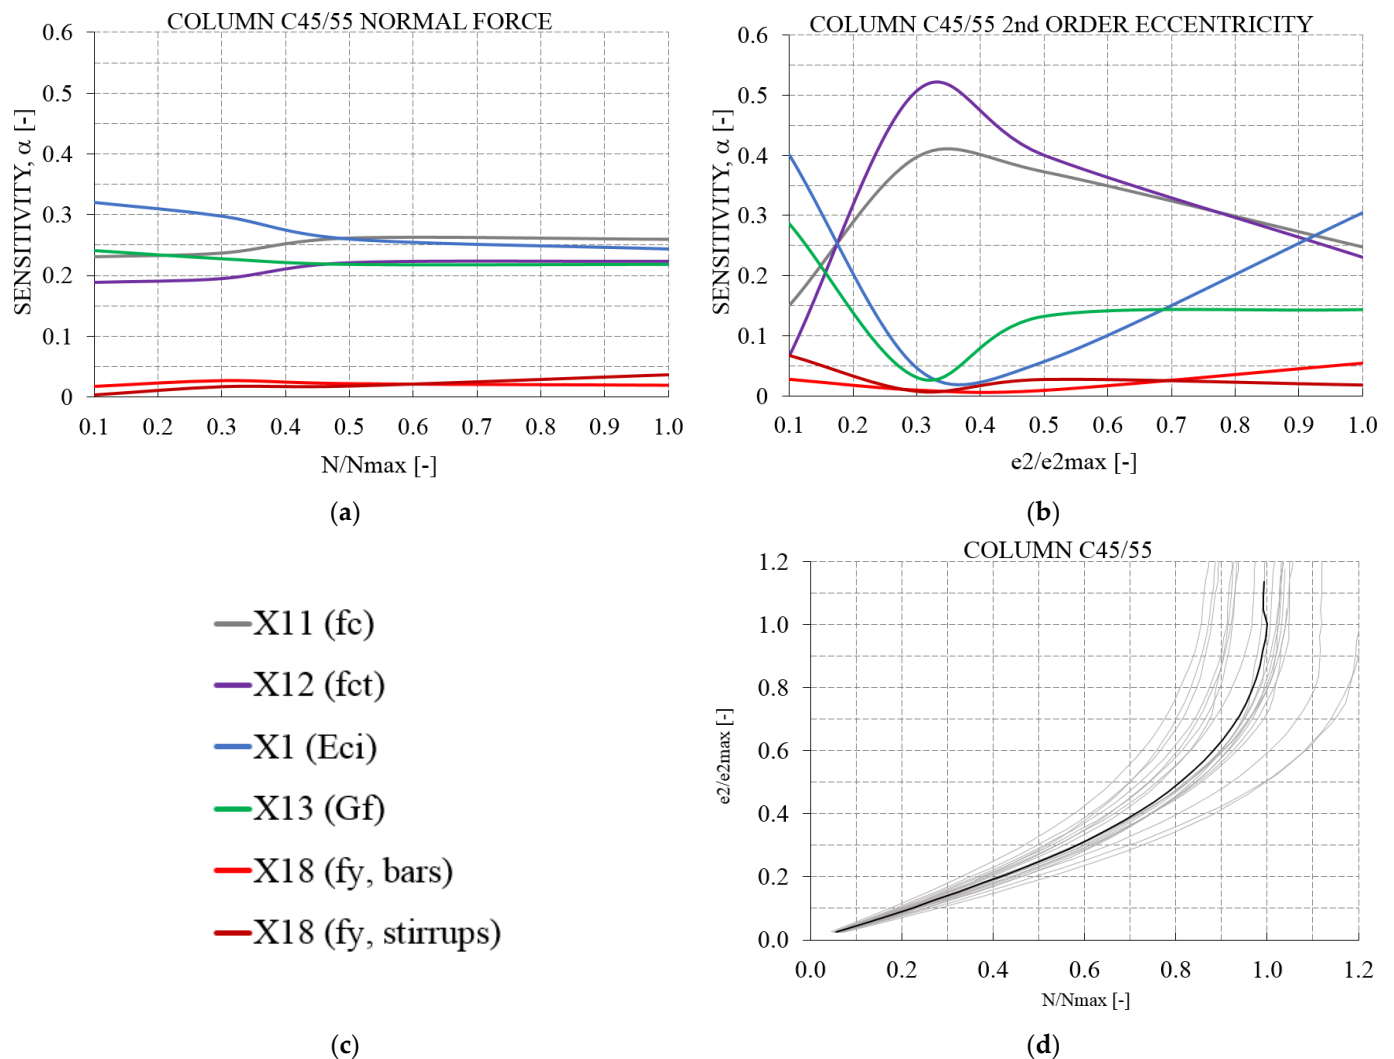 COLUMN C45/55 NORMAL FORCE
0.6
0.5
0.4
0.3
0.2
0.1
0
SENSITIVITY, α [-]
0.1 0.2 0.3 0.4 0.5 0.6 0.7 0.8 0.9 1.0
N/Nmax [-]
(a)
COLUMN C45/55 2nd ORDER ECCENTRICITY
0.6
0.5
0.4
0.3
0.2
0.1
0
SENSITIVITY, α [-]
0.1 0.2 0.3 0.4 0.5 0.6 0.7 0.8 0.9 1.0
e2/e2max [-]
(b)
X11 (fc)
X12 (fct)
X1 (Eci)
X13 (Gf)
X18 (fy, bars)
X18 (fy, stirrups)
(c)
COLUMN C45/55
1.2
1.0
0.8
0.6
0.4
0.2
0.0
e2/e2max [-]
0.0 0.2 0.4 0.6 0.8 1.0 1.2
N/Nmax [-]
(d)